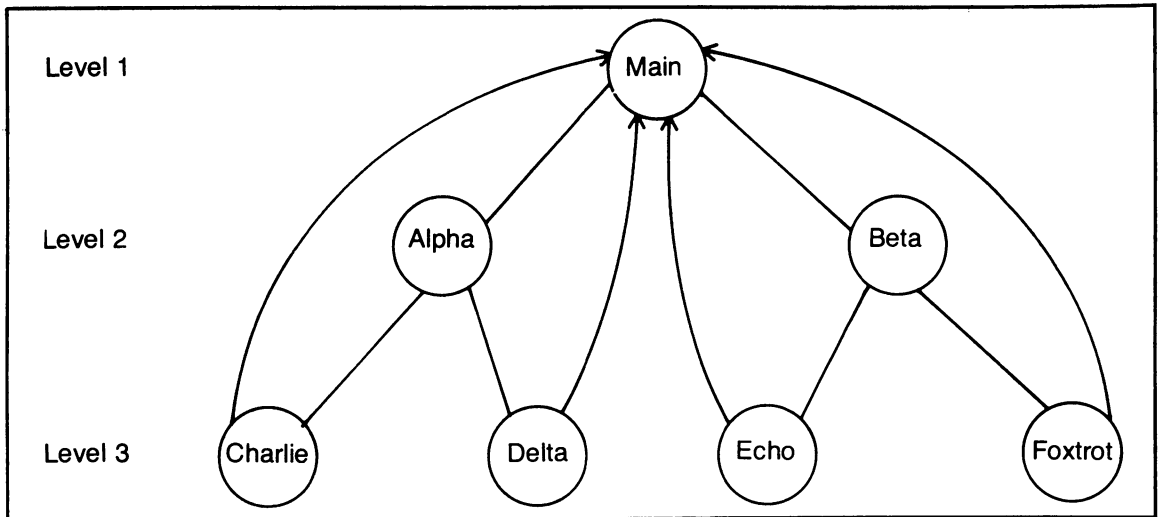 Level 1
Main
Level 2
Alpha
Beta
Level 3
Charlie
Delta
Echo
Foxtrot